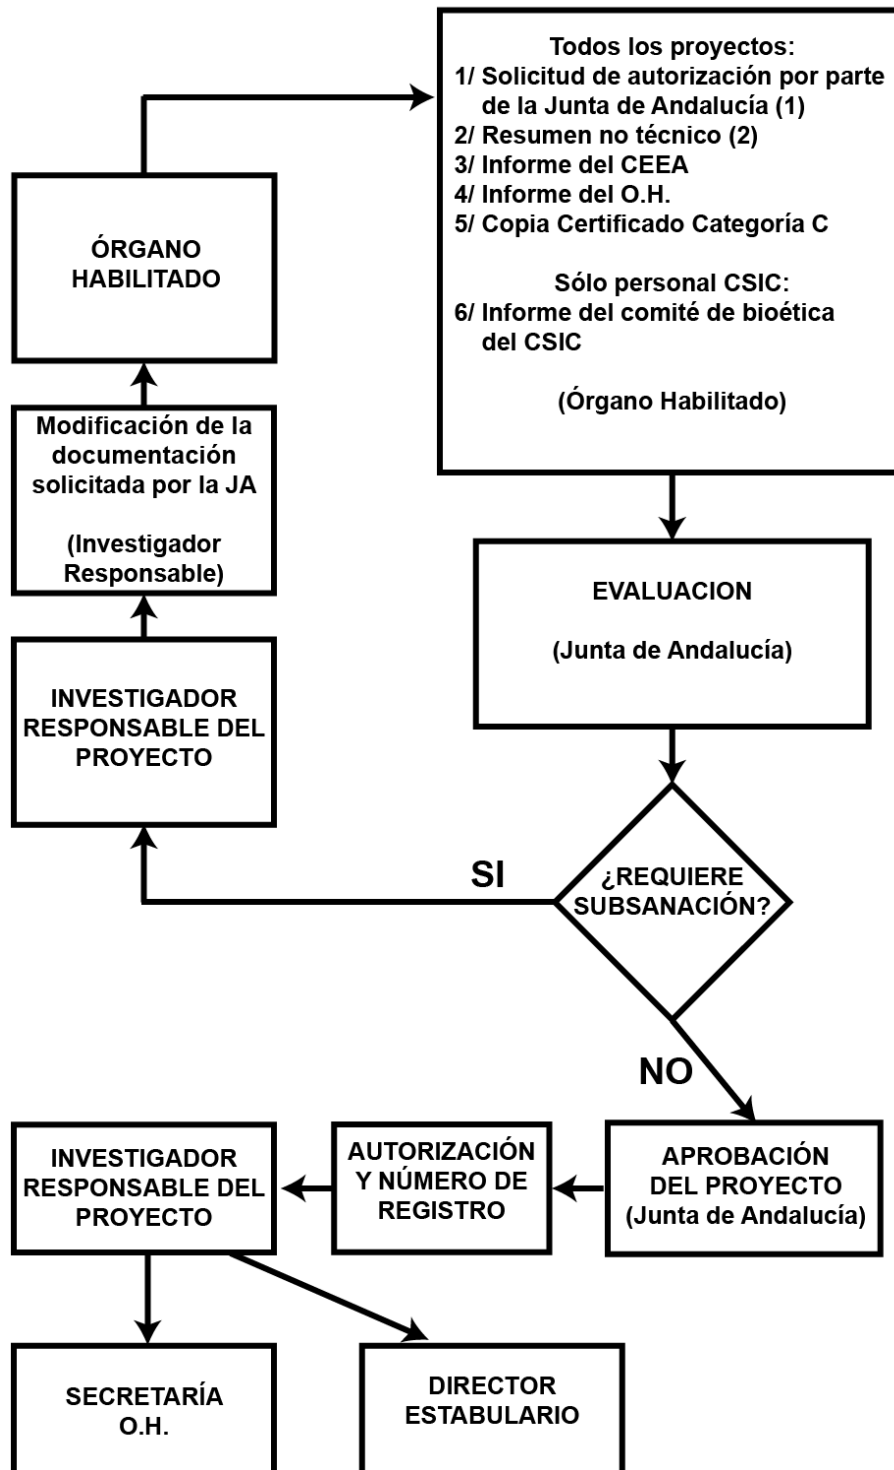 Todos los proyectos:
1/ Solicitud de autorización por parte
de la Junta de Andalucía (1)
2/ Resumen no técnico (2)
3/ Informe del CEEA
4/ Informe del O.H.
5/ Copia Certificado Categoría C
Sólo personal CSIC:
6/ Informe del comité de bioética
del CSIC
(Órgano Habilitado)
ÓRGANO
HABILITADO
Modificación de la
documentación
solicitada por la JA
(Investigador
Responsable)
INVESTIGADOR
RESPONSABLE DEL
PROYECTO
EVALUACION
(Junta de Andalucía)
¿REQUIERE
SUBSANACIÓN?
SI
NO
APROBACIÓN
DEL PROYECTO
(Junta de Andalucía)
AUTORIZACIÓN
Y NÚMERO DE
REGISTRO
INVESTIGADOR
RESPONSABLE DEL
PROYECTO
SECRETARÍA
O.H.
DIRECTOR
ESTABULARIO